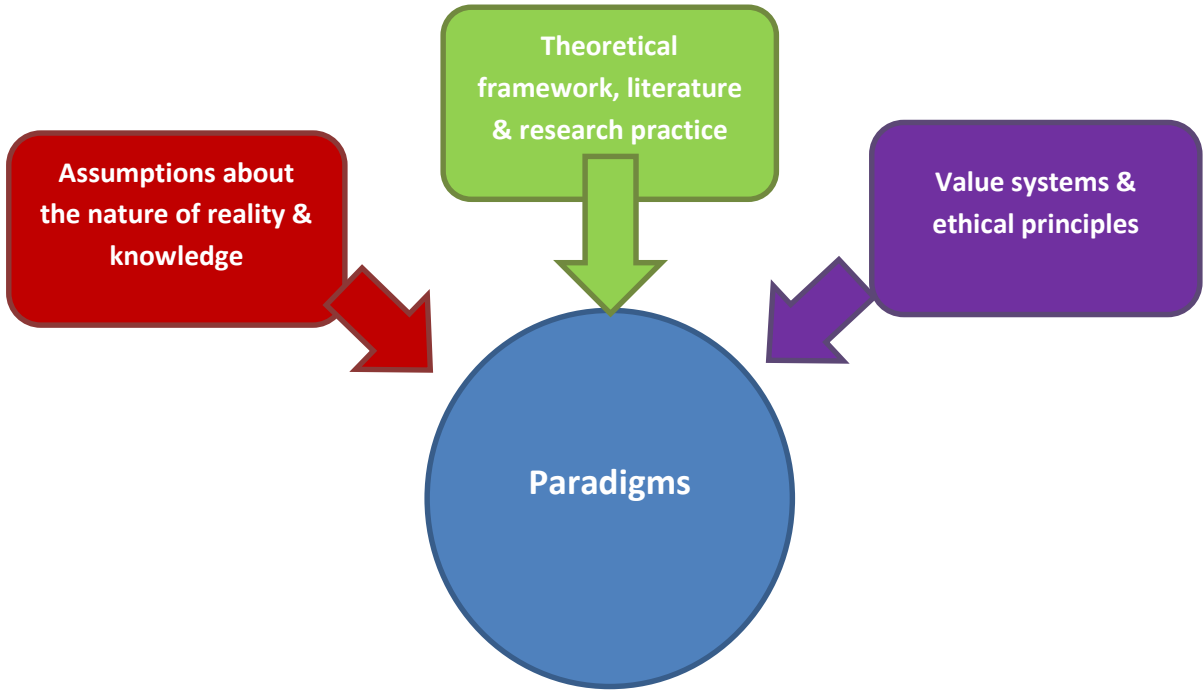 Theoretical
framework, literature
& research practice
Assumptions about
the nature of reality &
knowledge
Value systems &
ethical principles
Paradigms